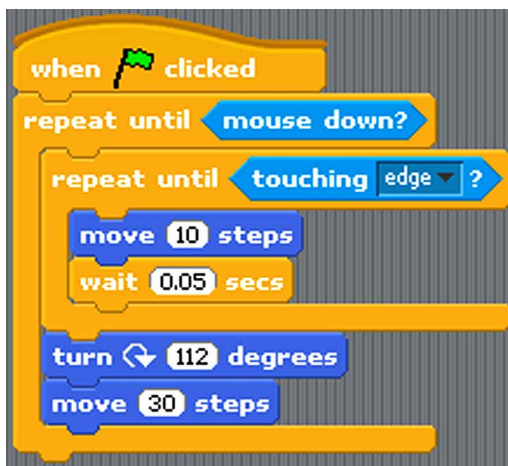 when clicked
repeat until mouse down?
repeat until touching edge ?
move 10 steps
wait 0.05 secs
turn 112 degrees
move 30 steps